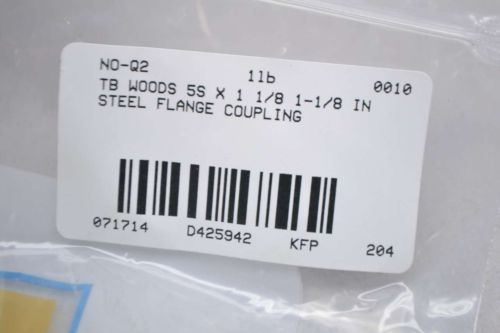 NO-Q2 1lb 0010
TB WOODS 5S X 1 1/8 1-1/8 IN
STEEL FLANGE COUPLING
071714 D425942 KFP 204